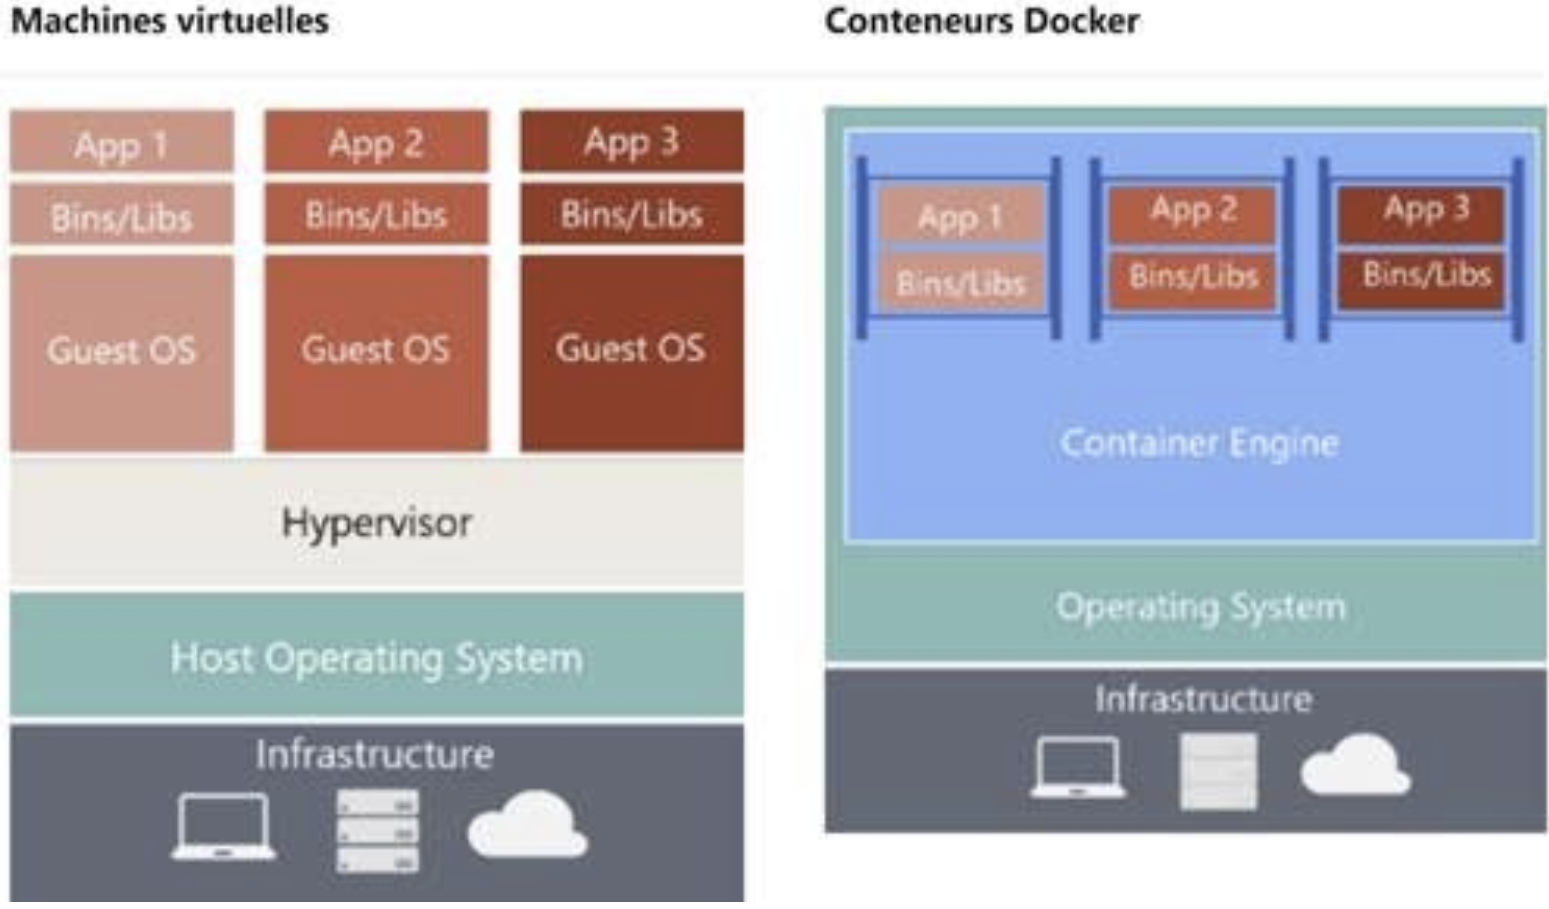 Machines virtuelles
App 1
App 2
App 3
Bins/Libs
Bins/Libs
Bins/Libs
Guest OS
Guest OS
Guest OS
Hypervisor
Host Operating System
Infrastructure
Conteneurs Docker
App 1
App 2
App 3
Bins/Libs
Bins/Libs
Bins/Libs
Container Engine
Operating System
Infrastructure